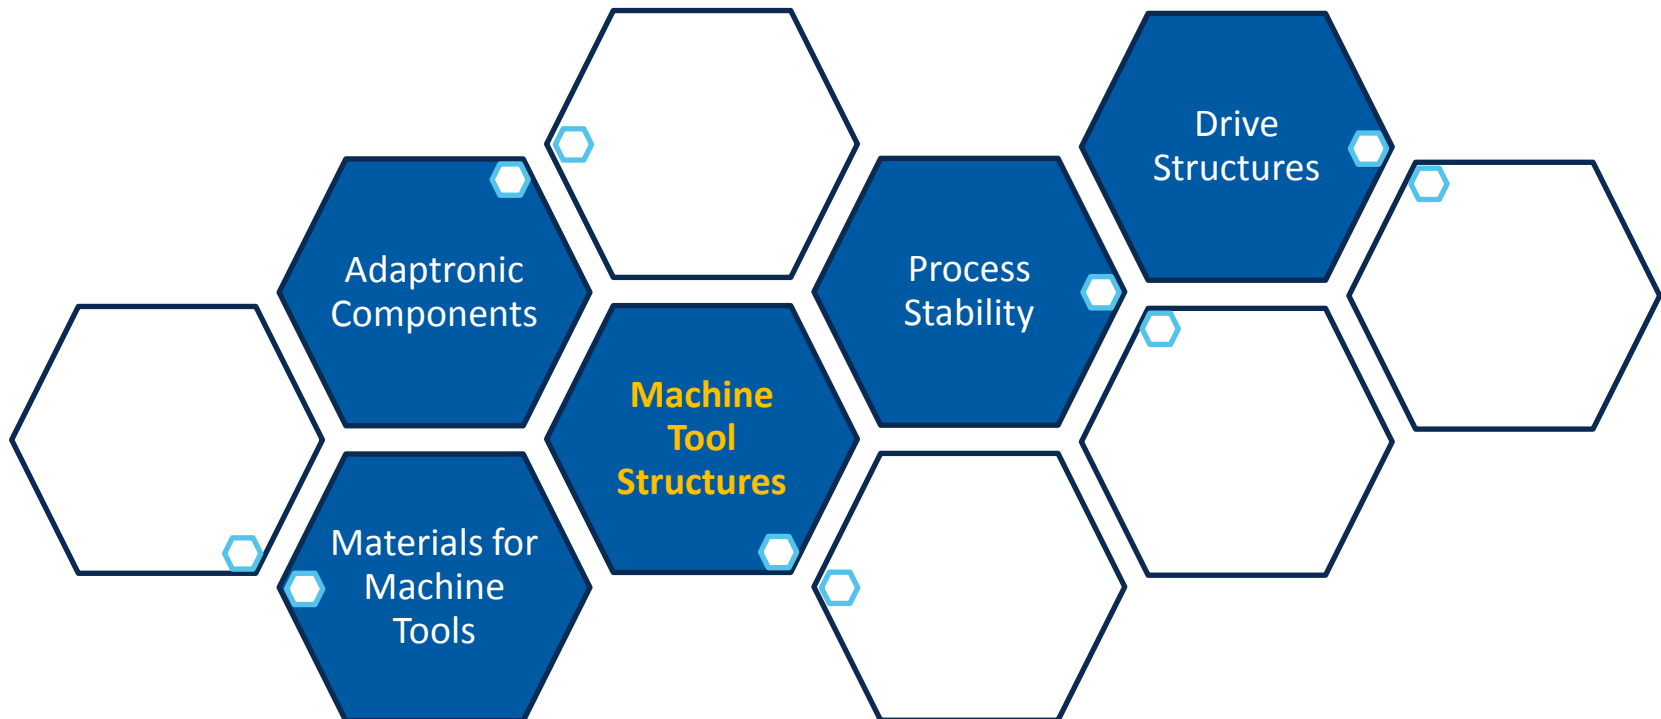 Drive
Structures
Adaptronic
Components
Process
Stability
Machine
Tool
Structures
Materials for
Machine
Tools